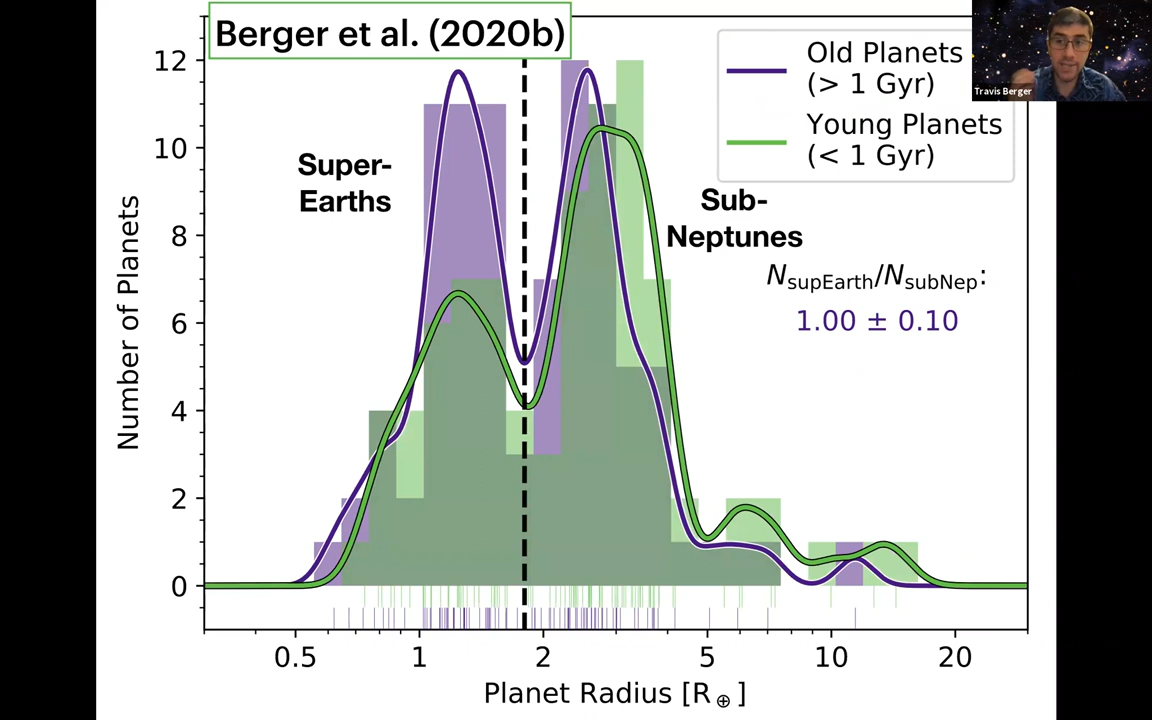 Berger et al. (2020b)
Old Planets
(> 1 Gyr)
Young Planets
(< 1 Gyr)
Travis Berger
Super-
Earths
Sub-
Neptunes
N_supEarth/N_subNep:
1.00 ± 0.10
Number of Planets
12
10
8
6
4
2
0
0.5 1 2 5 10 20
Planet Radius [R⊕]